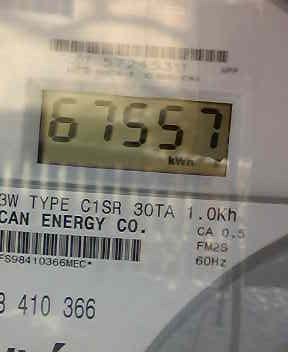 67557
kWh
3W TYPE C1SR 30TA 1.0Kh
CAN ENERGY CO.
CA 0.5
FM2S
FS98410366MEC*
60Hz
8 410 366